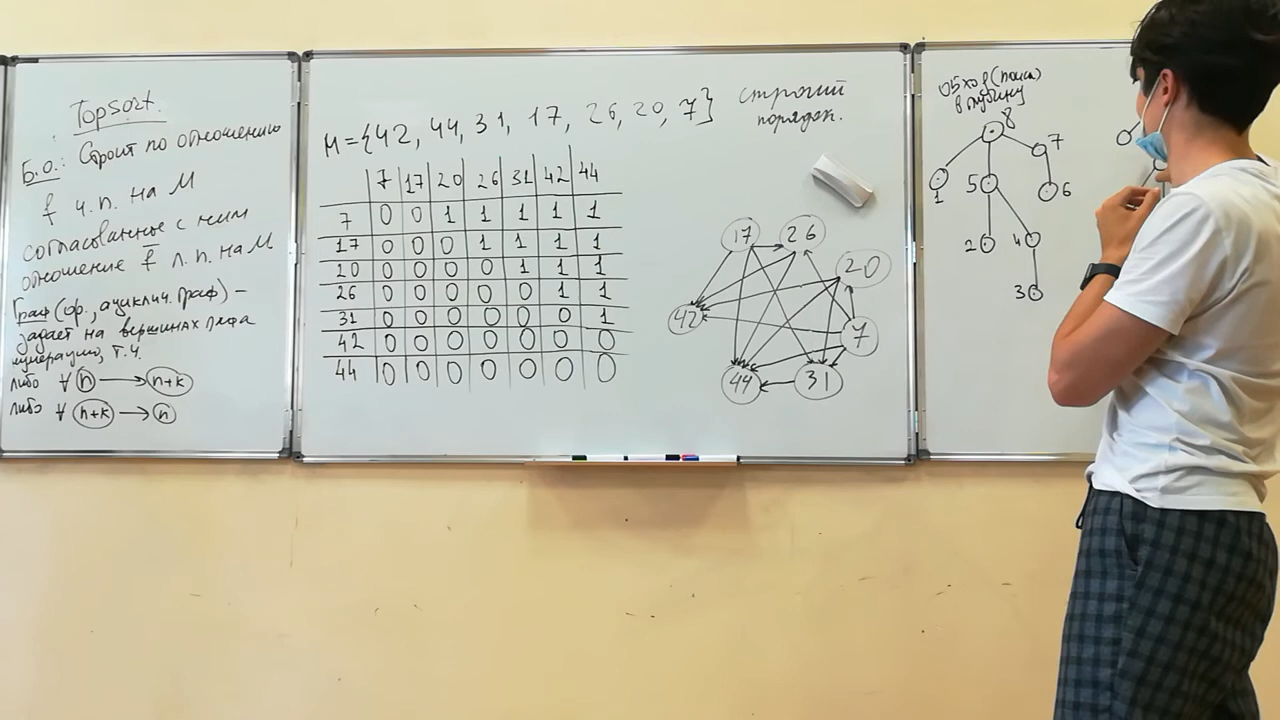 Topsort.
Б.О.: Строит по отношению
f ч.п. на М
согласованное с ним
отношение f̄ л.п. на М
Граф (ор., ациклич. граф) –
задает на вершинах графа
нумерацию, т.ч.
либо ∀ n → n+k
либо ∀ n+k → n
M={42, 44, 31, 17, 26, 20, 7}
строгий
порядок.
7 17 20 26 31 42 44
7 0 0 1 1 1 1 1
17 0 0 0 1 1 1 1
20 0 0 0 0 1 1 1
26 0 0 0 0 0 1 1
31 0 0 0 0 0 0 1
42 0 0 0 0 0 0 0
44 0 0 0 0 0 0 0
17 26
20
42
7
44 31
обход (поиск)
в глубину
8
7
1 5 6
2 4
3